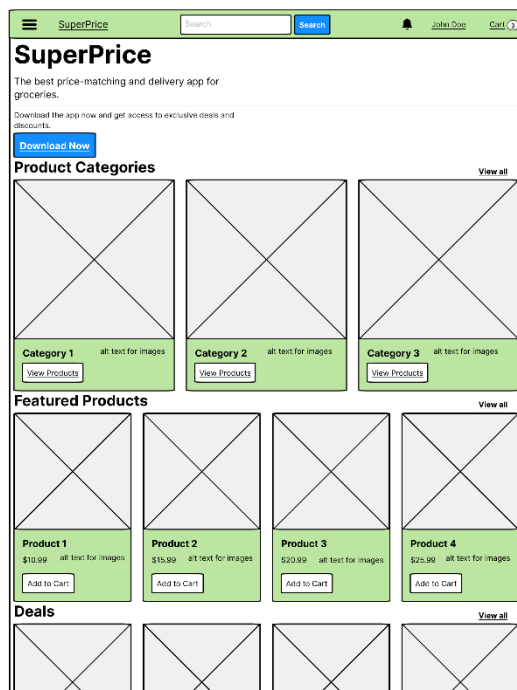 SuperPrice
Search
Search
John Doe
Cart 3
SuperPrice
The best price-matching and delivery app for
groceries.
Download the app now and get access to exclusive deals and
discounts.
Download Now
Product Categories
View all
Category 1
alt text for images
View Products
Category 2
alt text for images
View Products
Category 3
alt text for images
View Products
Featured Products
View all
Product 1
$10.99
alt text for images
Add to Cart
Product 2
$15.99
alt text for images
Add to Cart
Product 3
$20.99
alt text for images
Add to Cart
Product 4
$25.99
alt text for images
Add to Cart
Deals
View all